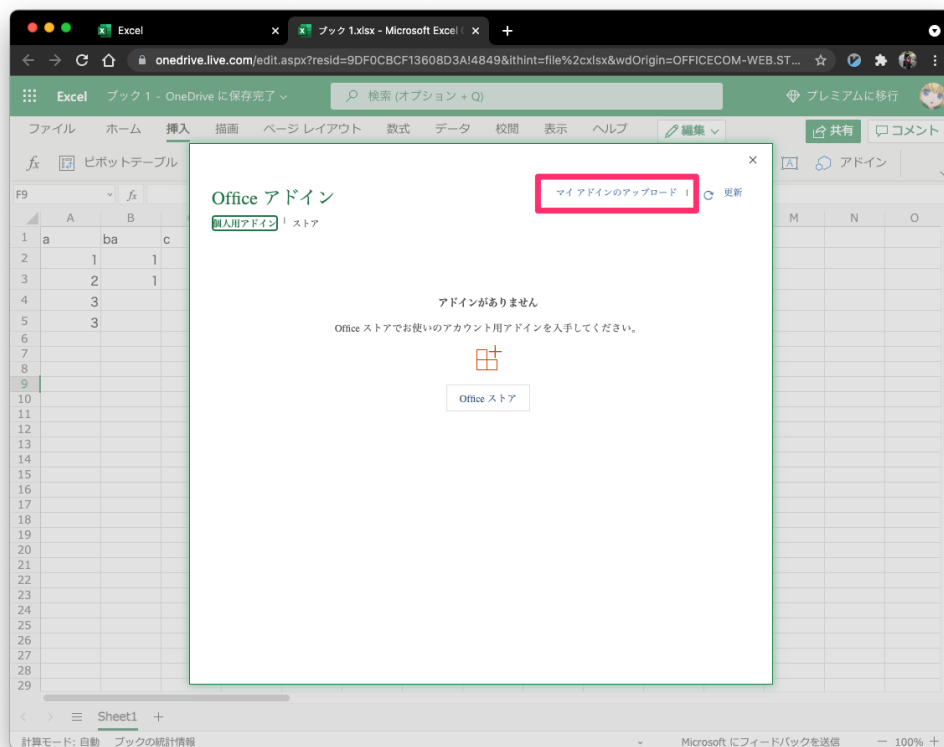 Excel
ブック 1.xlsx - Microsoft Excel
onedrive.live.com/edit.aspx?resid=9DF0CBCF13608D3A!4849&ithint=file%2cxlsx&wdOrigin=OFFICECOM-WEB.ST...
Excel ブック 1 - OneDrive に保存完了 検索 (オプション + Q) プレミアムに移行
ファイル ホーム 挿入 描画 ページ レイアウト 数式 データ 校閲 表示 ヘルプ 編集 共有 コメント
fx ピボットテーブル A アドイン
F9 fx
A B M N O
1 a ba c
2 1 1
3 2 1
4 3
5 3
6
7
8
9
10
11
12
13
14
15
16
17
18
19
20
21
22
23
24
25
26
27
28
29
Office アドイン
マイ アドインのアップロード | 更新
個人用アドイン | ストア
アドインがありません
Office ストアでお使いのアカウント用アドインを入手してください。
Office ストア
Sheet1
計算モード: 自動 ブックの統計情報 Microsoft にフィードバックを送信 - 100% +